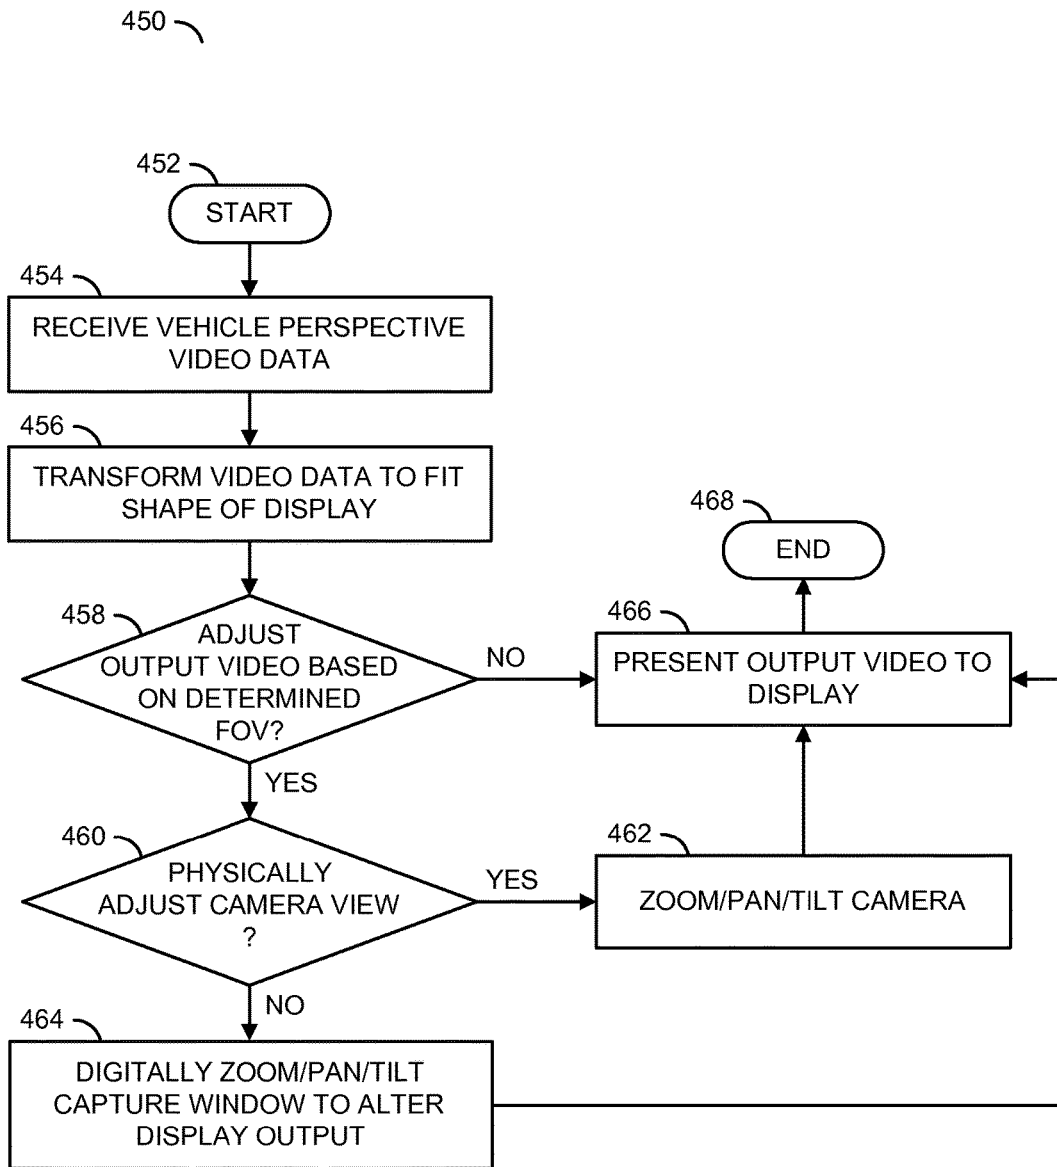 450
452
START
454
RECEIVE VEHICLE PERSPECTIVE
VIDEO DATA
456
TRANSFORM VIDEO DATA TO FIT
SHAPE OF DISPLAY
458
ADJUST
OUTPUT VIDEO BASED
ON DETERMINED
FOV?
NO
YES
460
PHYSICALLY
ADJUST CAMERA VIEW
?
YES
NO
462
ZOOM/PAN/TILT CAMERA
464
DIGITALLY ZOOM/PAN/TILT
CAPTURE WINDOW TO ALTER
DISPLAY OUTPUT
466
PRESENT OUTPUT VIDEO TO
DISPLAY
468
END